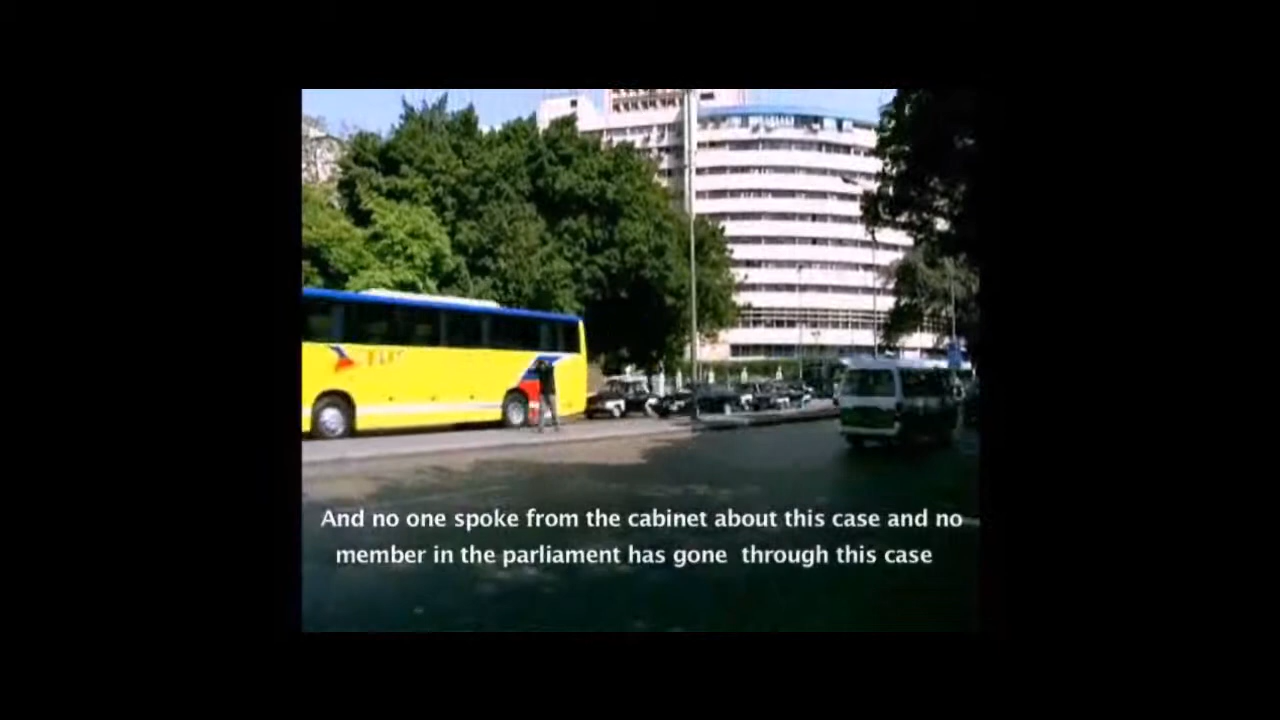 And no one spoke from the cabinet about this case and no
member in the parliament has gone through this case